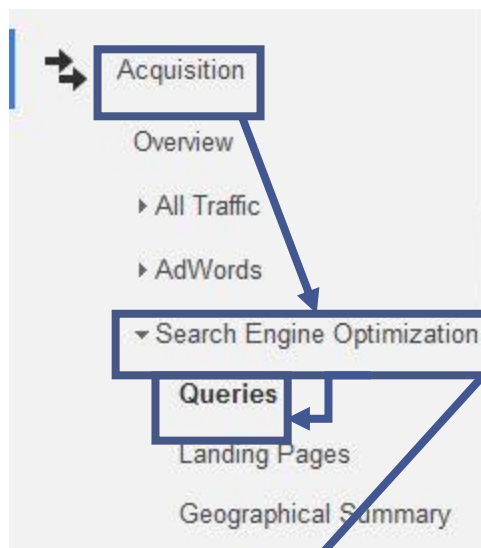 Acquisition
Overview
All Traffic
AdWords
Search Engine Optimization
Queries
Landing Pages
Geographical Summary